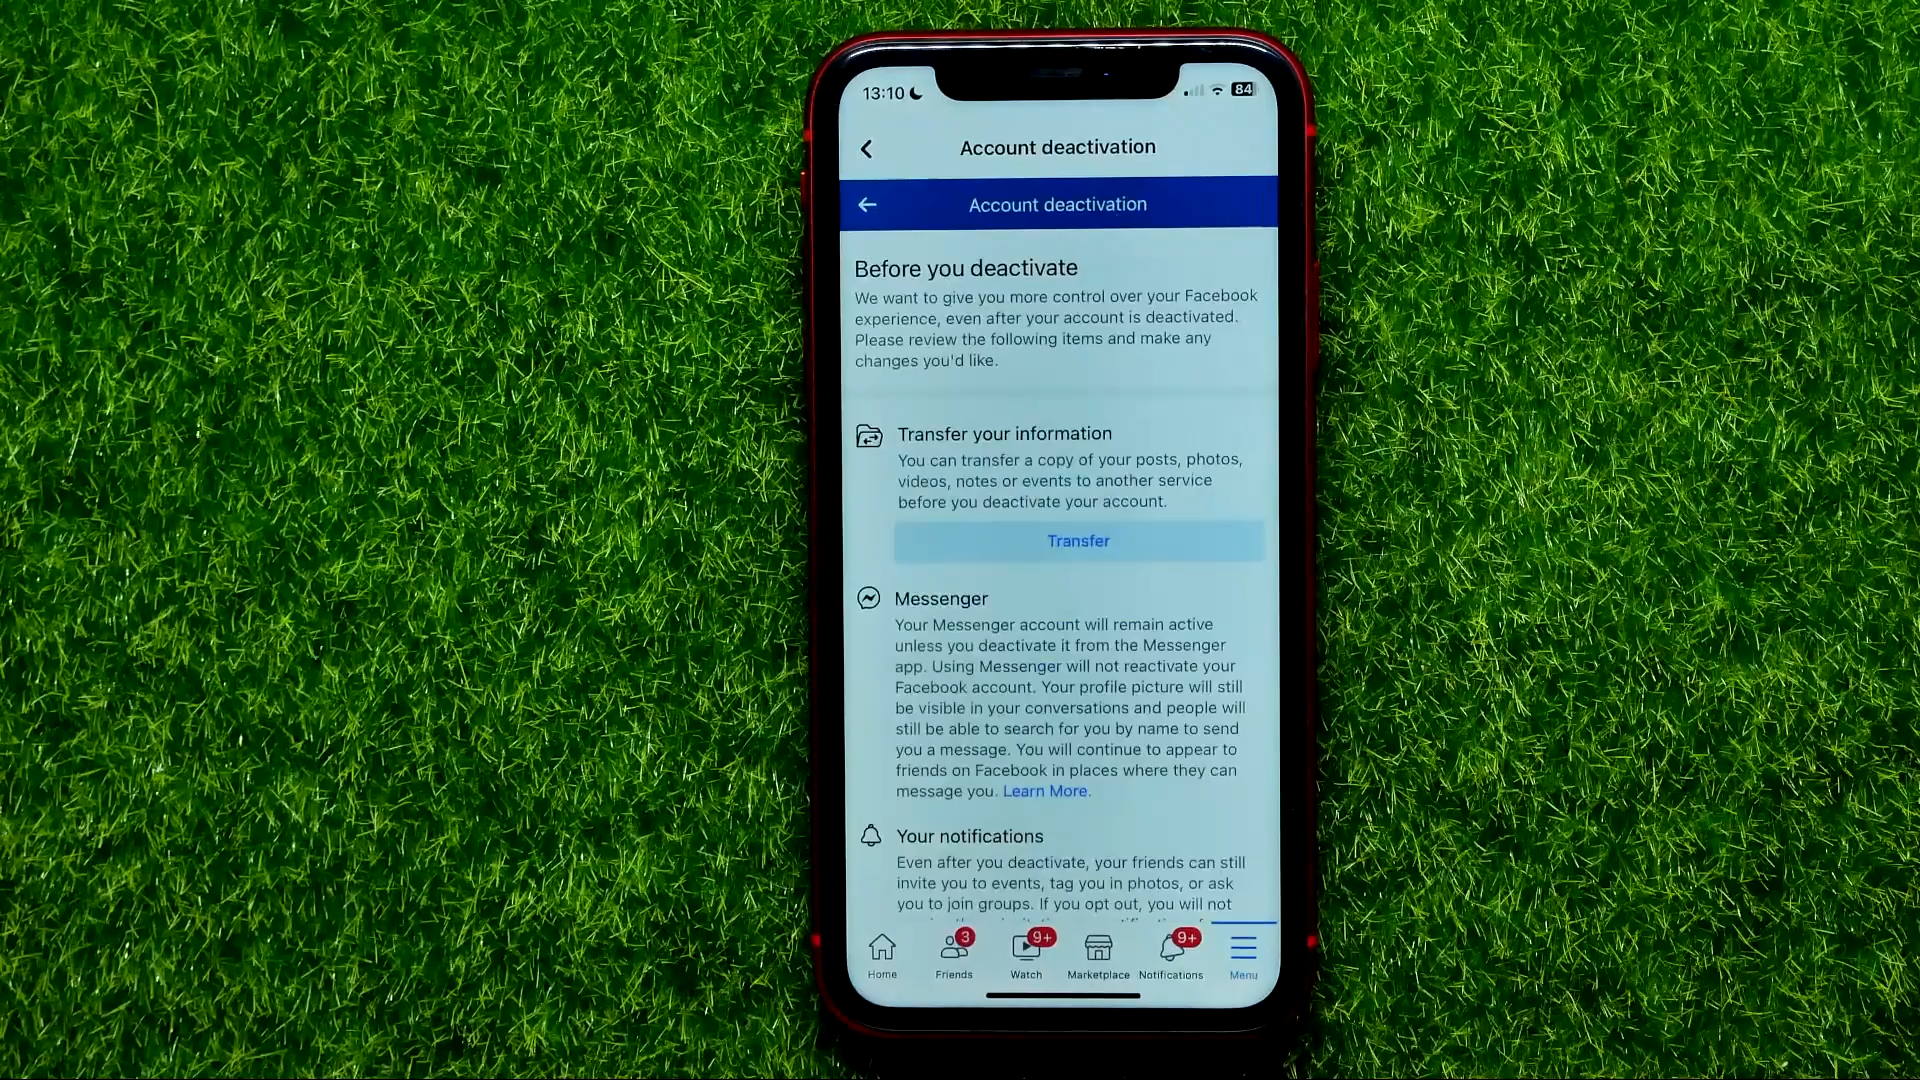 13:10
84
Account deactivation
Account deactivation
Before you deactivate
We want to give you more control over your Facebook
experience, even after your account is deactivated.
Please review the following items and make any
changes you'd like.
Transfer your information
You can transfer a copy of your posts, photos,
videos, notes or events to another service
before you deactivate your account.
Transfer
Messenger
Your Messenger account will remain active
unless you deactivate it from the Messenger
app. Using Messenger will not reactivate your
Facebook account. Your profile picture will still
be visible in your conversations and people will
still be able to search for you by name to send
you a message. You will continue to appear to
friends on Facebook in places where they can
message you. Learn More.
Your notifications
Even after you deactivate, your friends can still
invite you to events, tag you in photos, or ask
you to join groups. If you opt out, you will not
3
9+
9+
Home
Friends
Watch
Marketplace
Notifications
Menu